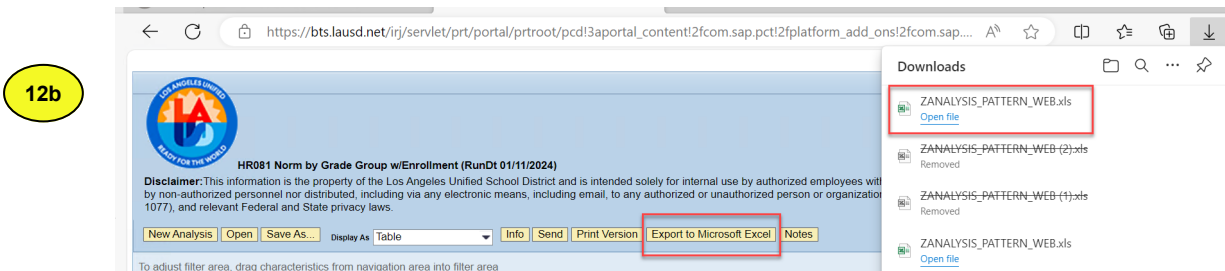 12b
https://bts.lausd.net/irj/servlet/prt/portal/prtroot/pcd!3aportal_content!2fcom.sap.pct!2fplatform_add_ons!2fcom.sap....
LOS ANGELES UNIFIED
LAUSD
READY FOR THE WORLD
HR081 Norm by Grade Group w/Enrollment (RunDt 01/11/2024)
Disclaimer:This information is the property of the Los Angeles Unified School District and is intended solely for internal use by authorized employees with
by non-authorized personnel nor distributed, including via any electronic means, including email, to any authorized or unauthorized person or organization
1077), and relevant Federal and State privacy laws.
New Analysis Open Save As... Display As Table Info Send Print Version Export to Microsoft Excel Notes
To adjust filter area, drag characteristics from navigation area into filter area
Downloads
ZANALYSIS_PATTERN_WEB.xls
Open file
ZANALYSIS_PATTERN_WEB (2).xls
Removed
ZANALYSIS_PATTERN_WEB (1).xls
Removed
ZANALYSIS_PATTERN_WEB.xls
Open file